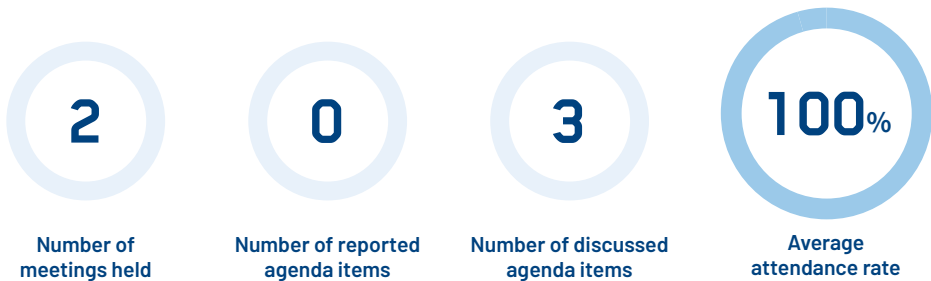 2
0
3
100%
Number of
meetings held
Number of reported
agenda items
Number of discussed
agenda items
Average
attendance rate